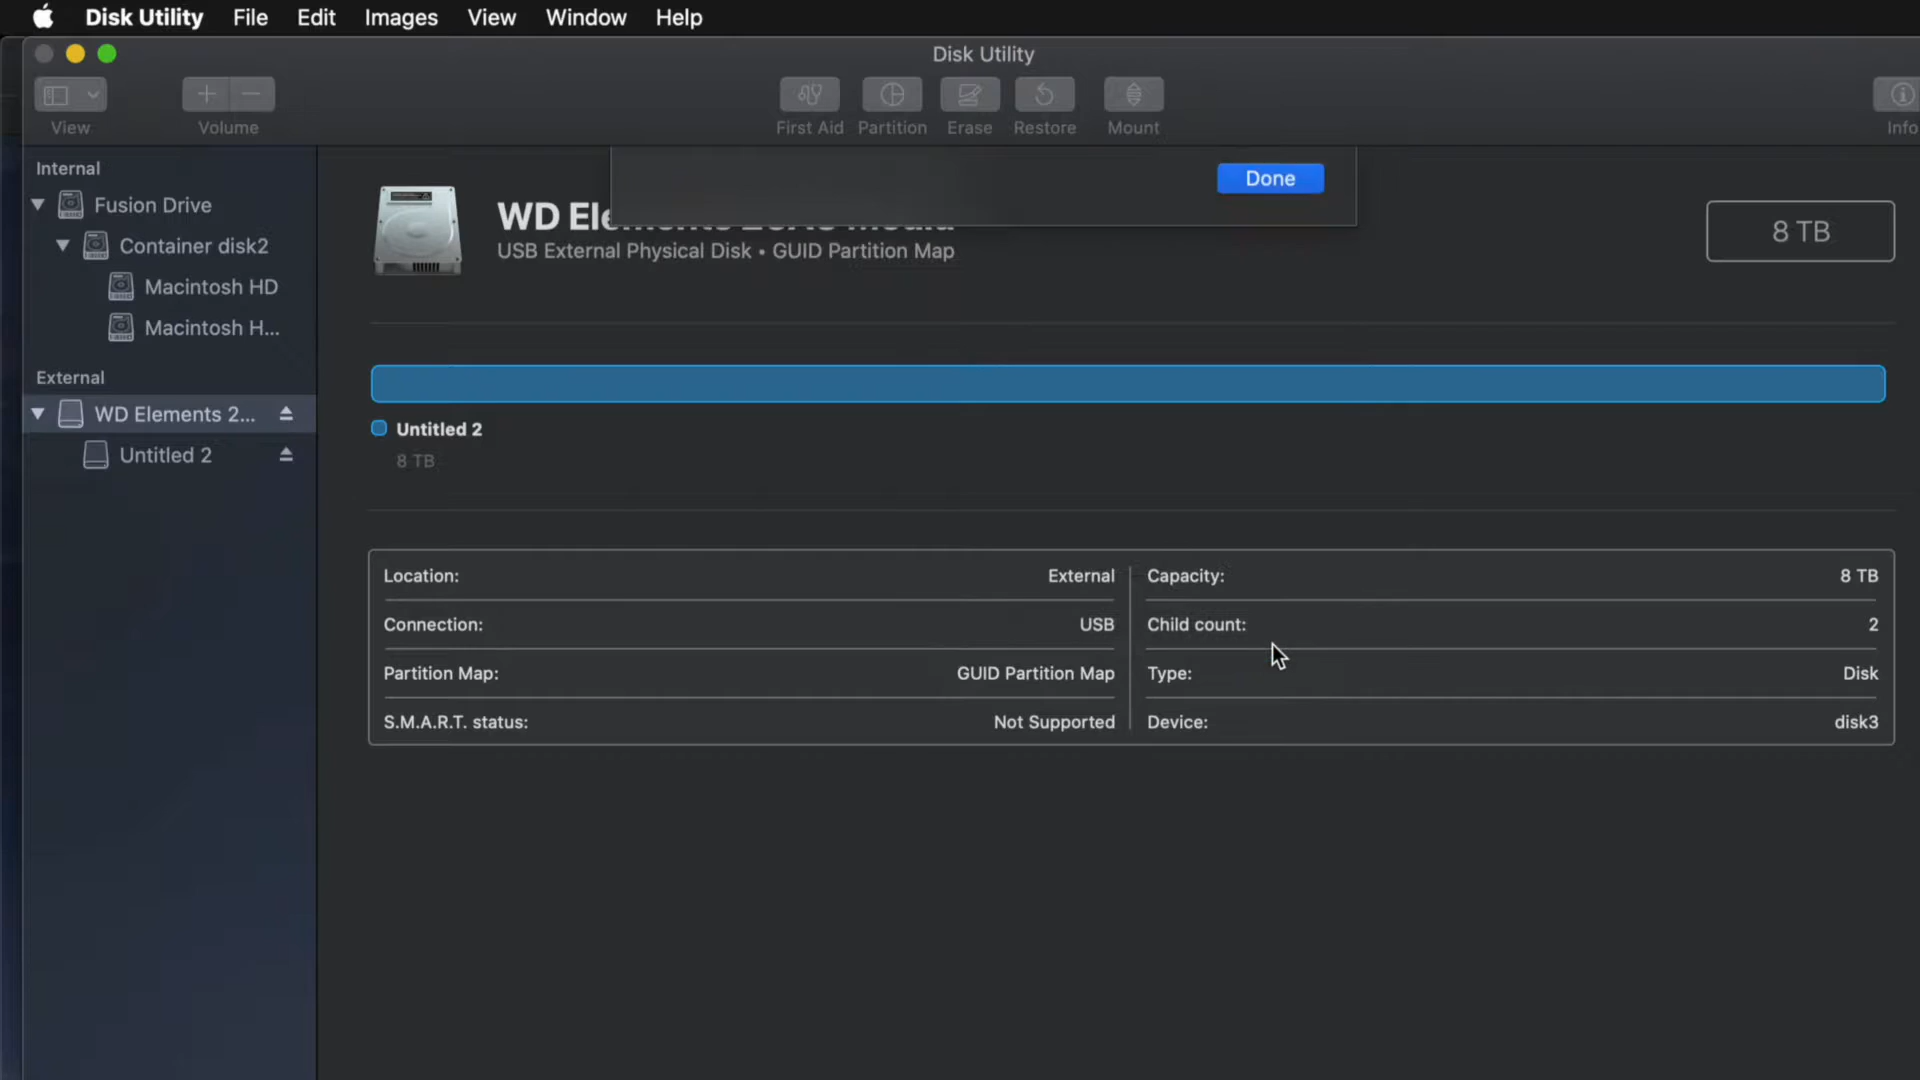 Disk Utility File Edit Images View Window Help
Disk Utility
View Volume First Aid Partition Erase Restore Mount Info
Internal
Fusion Drive
Container disk2
Macintosh HD
Macintosh H...
External
WD Elements 2...
Untitled 2
Done
WD Elements
USB External Physical Disk • GUID Partition Map
8 TB
Untitled 2
8 TB
Location: External
Connection: USB
Partition Map: GUID Partition Map
S.M.A.R.T. status: Not Supported
Capacity: 8 TB
Child count: 2
Type: Disk
Device: disk3